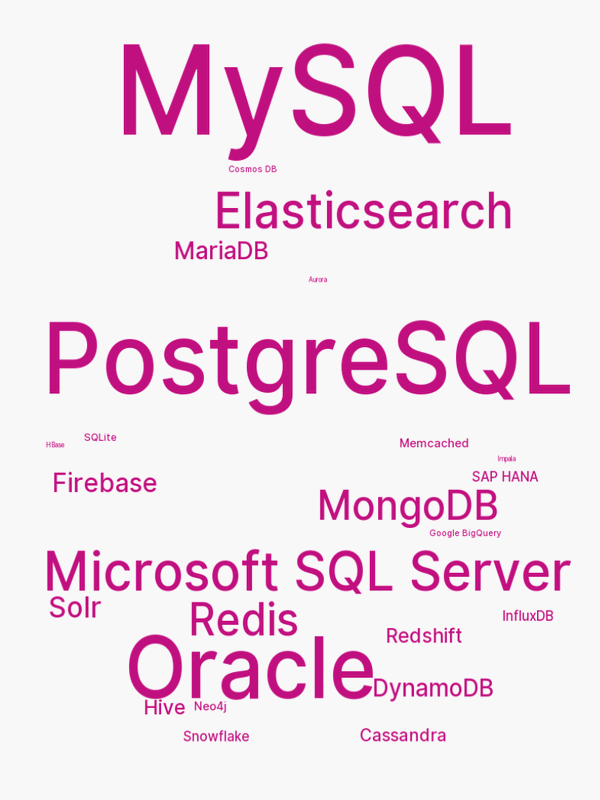 MySQL
Cosmos DB
Elasticsearch
MariaDB
Aurora
PostgreSQL
SQLite
Memcached
HBase
Impala
SAP HANA
Firebase
MongoDB
Google BigQuery
Microsoft SQL Server
Solr
InfluxDB
Redis
Redshift
Oracle
DynamoDB
Hive
Neo4j
Snowflake
Cassandra